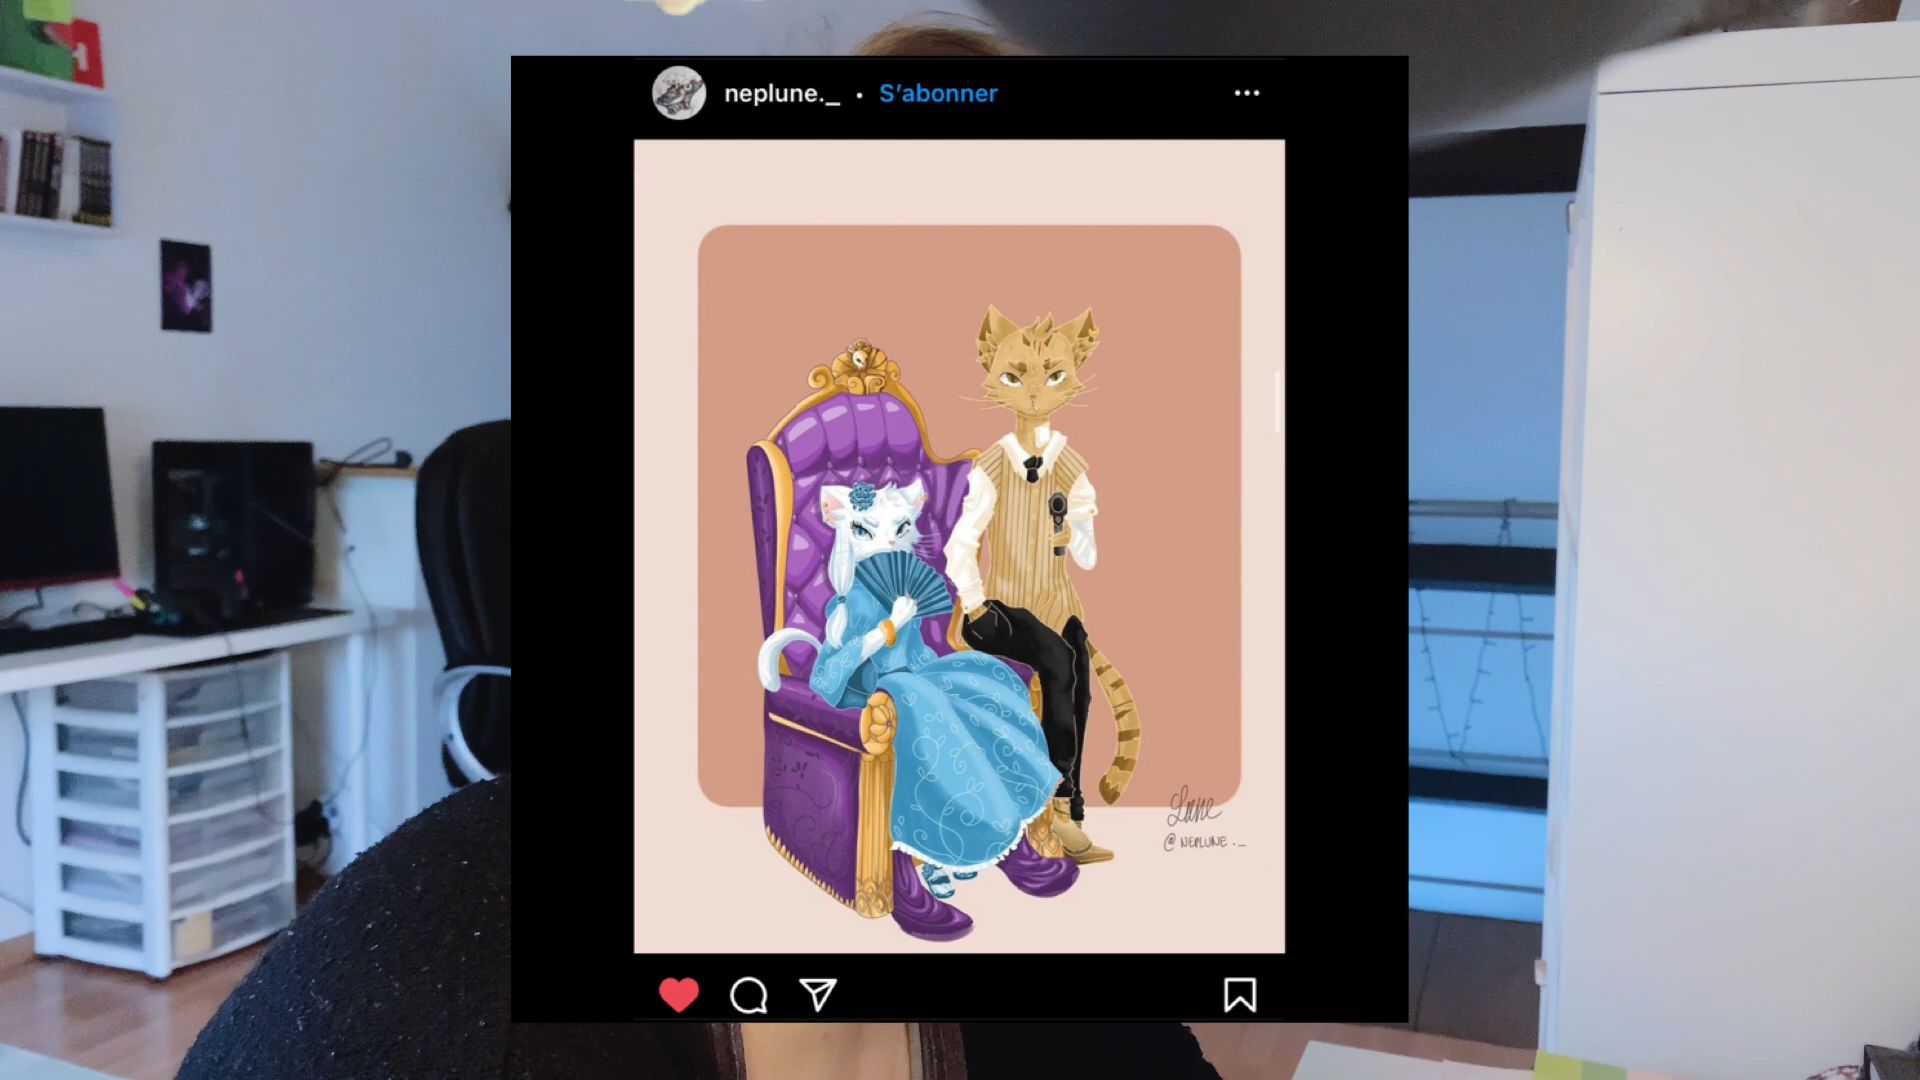 neplune._ • S'abonner
Lune
@ NEPLUNE._